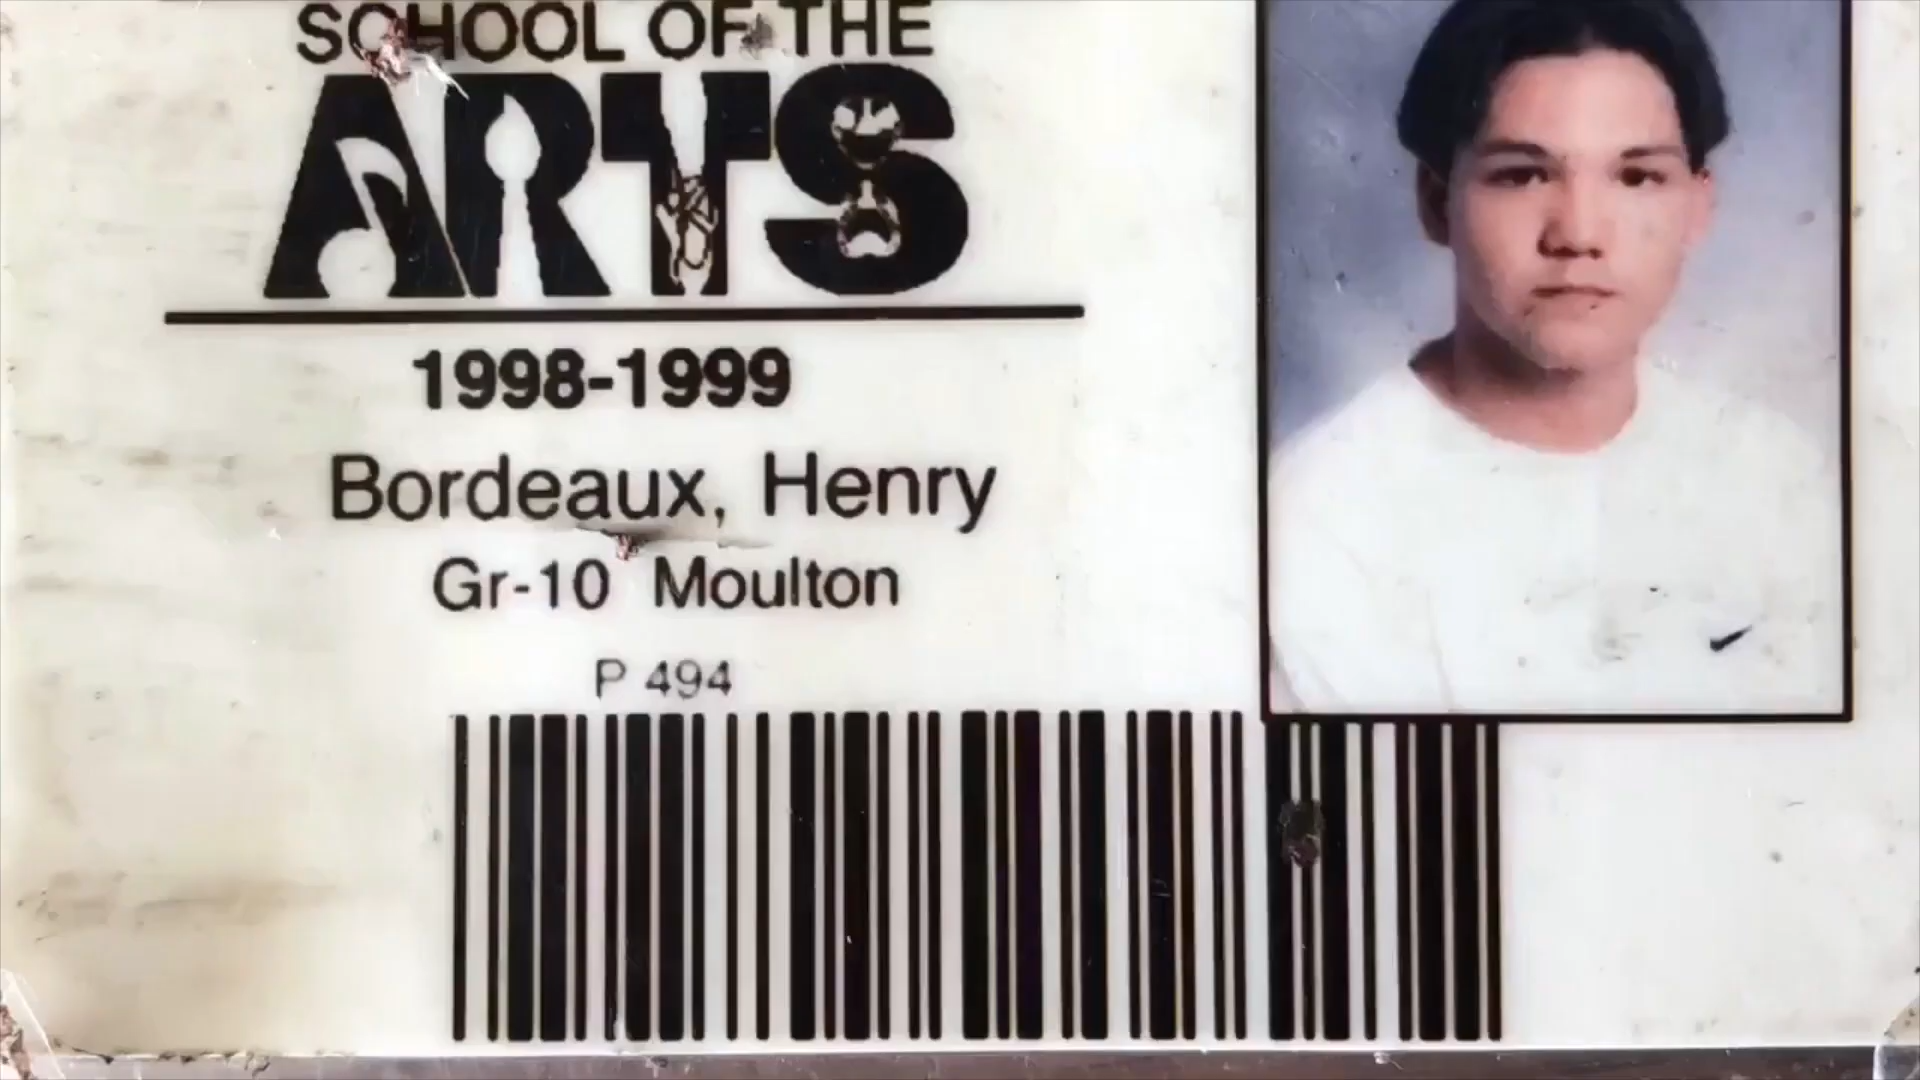 SCHOOL OF THE
ARTS
1998-1999
Bordeaux, Henry
Gr-10 Moulton
P 494